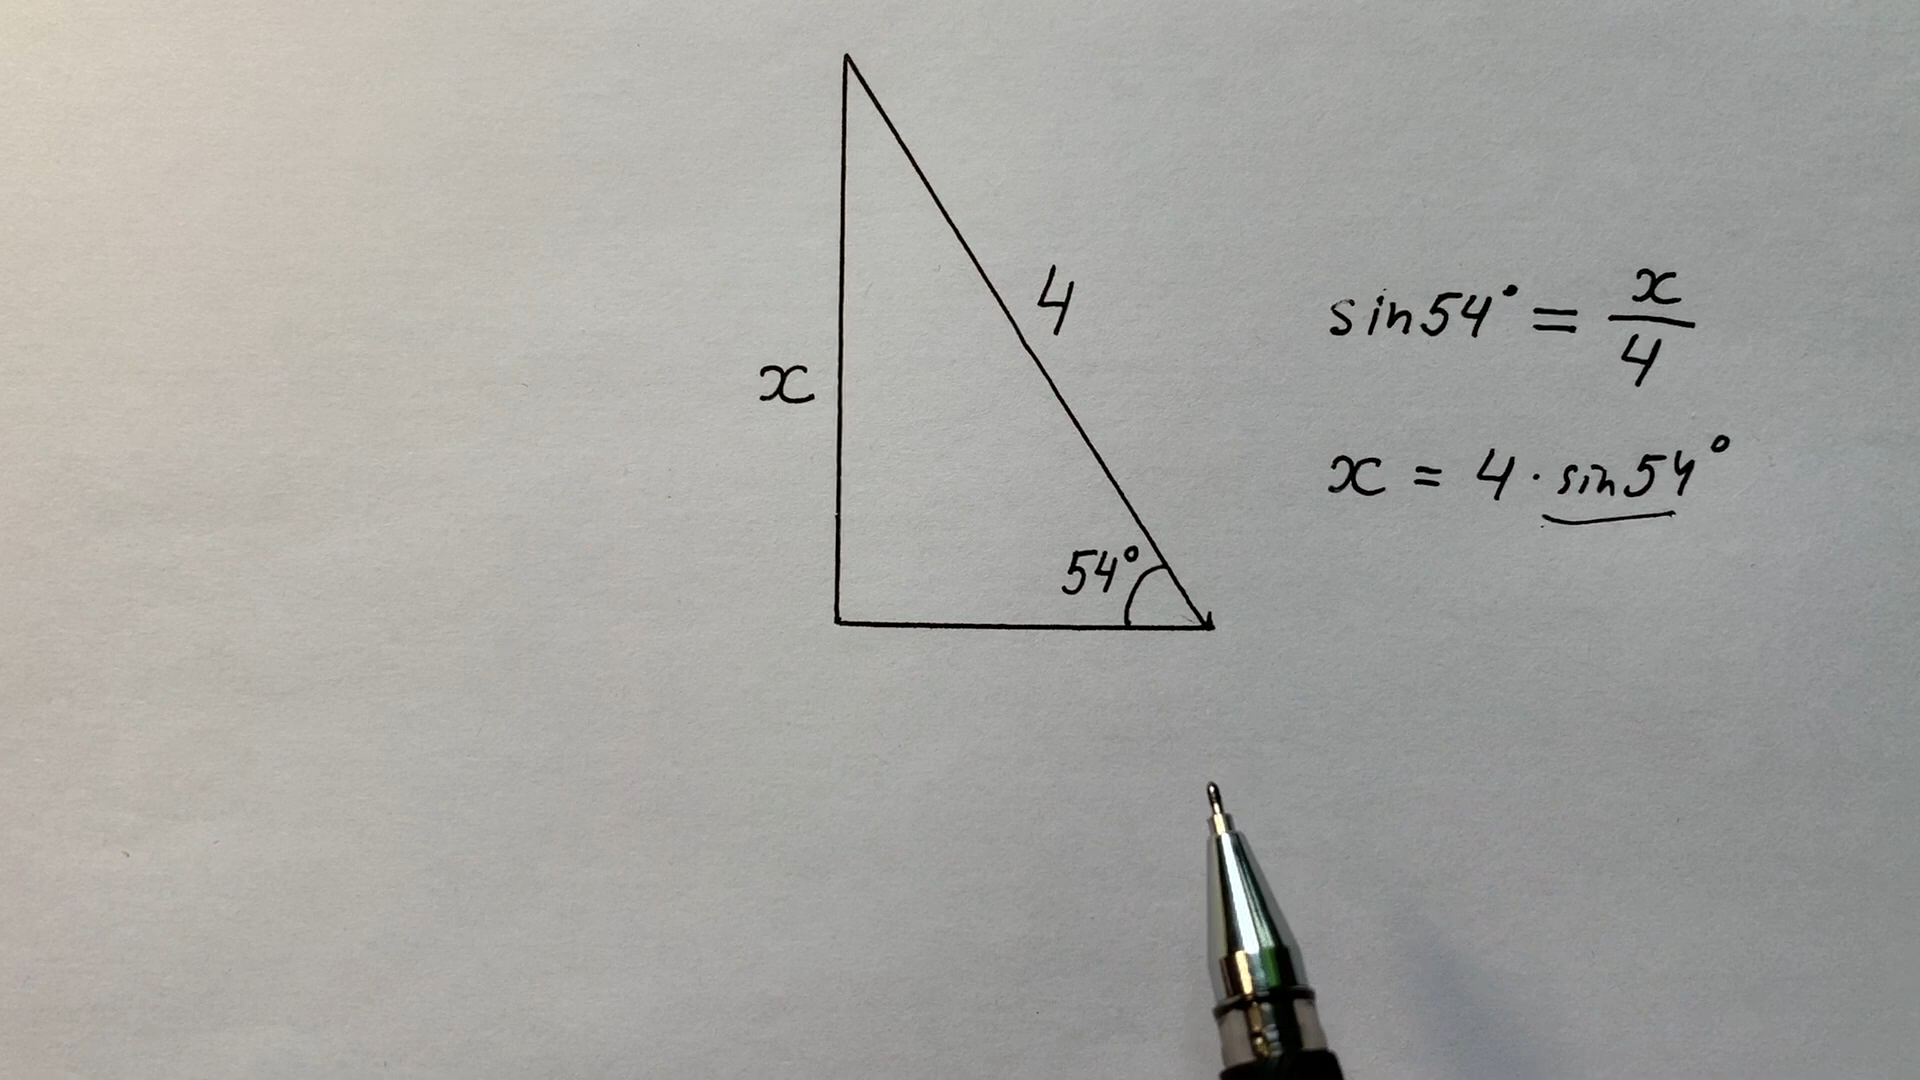 x
4
54°
sin54° = x/4
x = 4 · sin54°